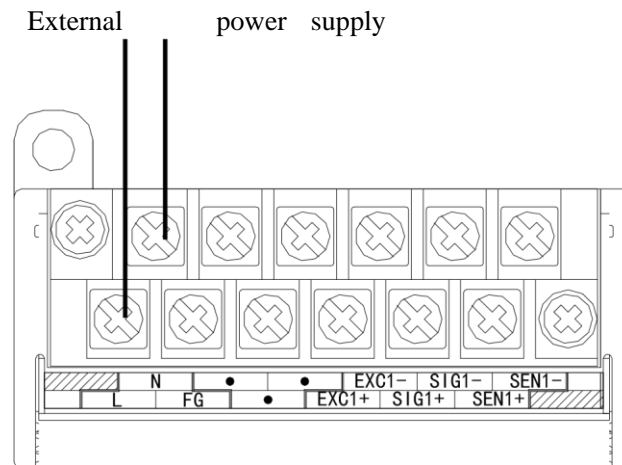 External power supply
N • • EXC1- SIG1- SEN1-
L FG • EXC1+ SIG1+ SEN1+